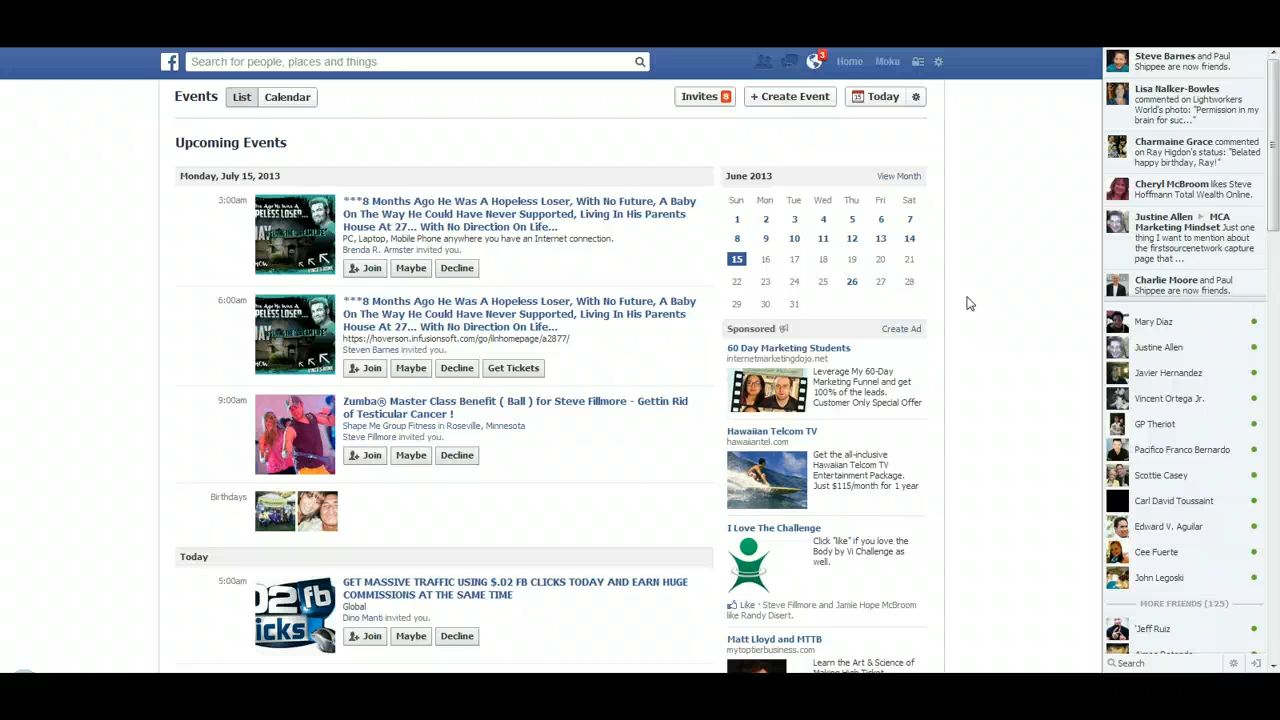 f
Search for people, places and things
3
Home
Moku
Events
List
Calendar
Invites 8
+ Create Event
15 Today
Upcoming Events
Monday, July 15, 2013
3:00am
***8 Months Ago He Was A Hopeless Loser, With No Future, A Baby
On The Way He Could Have Never Supported, Living In His Parents
House At 27... With No Direction On Life...
PC, Laptop, Mobile Phone anywhere you have an Internet connection.
Brenda R. Armster invited you.
Join
Maybe
Decline
6:00am
***8 Months Ago He Was A Hopeless Loser, With No Future, A Baby
On The Way He Could Have Never Supported, Living In His Parents
House At 27... With No Direction On Life...
https://hoverson.infusionsoft.com/go/ilnhomepage/a2877/
Steven Barnes invited you.
Join
Maybe
Decline
Get Tickets
9:00am
Zumba® Master Class Benefit ( Ball ) for Steve Fillmore - Gettin Rid
of Testicular Cancer !
Shape Me Group Fitness in Roseville, Minnesota
Steve Fillmore invited you.
Join
Maybe
Decline
Birthdays
Today
5:00am
02 fb
icks
GET MASSIVE TRAFFIC USING $.02 FB CLICKS TODAY AND EARN HUGE
COMMISSIONS AT THE SAME TIME
Global
Dino Manti invited you.
Join
Maybe
Decline
June 2013
View Month
Sun Mon Tue Wed Thu Fri Sat
1 2 3 4 5 6 7
8 9 10 11 12 13 14
15 16 17 18 19 20 21
22 23 24 25 26 27 28
29 30 31
Sponsored
Create Ad
60 Day Marketing Students
internetmarketingdojo.net
Leverage My 60-Day
Marketing Funnel and get
100% of the leads.
Customer Only Special Offer
Hawaiian Telcom TV
hawaiiantel.com
Get the all-inclusive
Hawaiian Telcom TV
Entertainment Package.
Just $115/month for 1 year
I Love The Challenge
Click "like" if you love the
Body by Vi Challenge as
well.
Like · Steve Fillmore and Jamie Hope McBroom
like Randy Disert.
Matt Lloyd and MTTB
mytoptierbusiness.com
Learn the Art & Science of
Making High Ticket
Steve Barnes and Paul
Shippee are now friends.
Lisa Nalker-Bowles
commented on Lightworkers
World's photo: "Permission in my
brain for suc..."
Charmaine Grace commented
on Ray Higdon's status: "Belated
happy birthday, Ray!"
Cheryl McBroom likes Steve
Hoffmann Total Wealth Online.
Justine Allen ▸ MCA
Marketing Mindset Just one
thing I want to mention about
the firstsourcenetwork capture
page that ...
Charlie Moore and Paul
Shippee are now friends.
Mary Diaz
Justine Allen
Javier Hernandez
Vincent Ortega Jr.
GP Theriot
Pacifico Franco Bernardo
Scottie Casey
Carl David Toussaint
Edward V. Aguilar
Cee Fuerte
John Legoski
MORE FRIENDS (125)
'Jeff Ruiz
Search